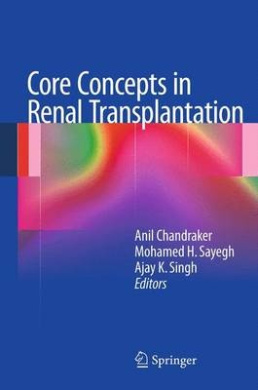 Core Concepts in
Renal Transplantation
Anil Chandraker
Mohamed H. Sayegh
Ajay K. Singh
Editors
Springer